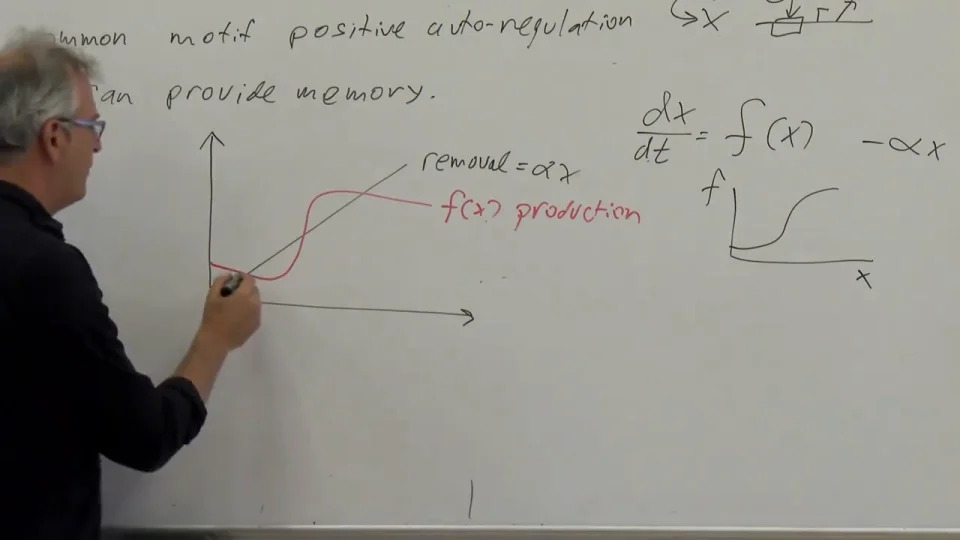 motif positive auto-regulation ↳X
provide memory.
dx/dt = f(x) -αx
removal=αx
f(x) production
f
x